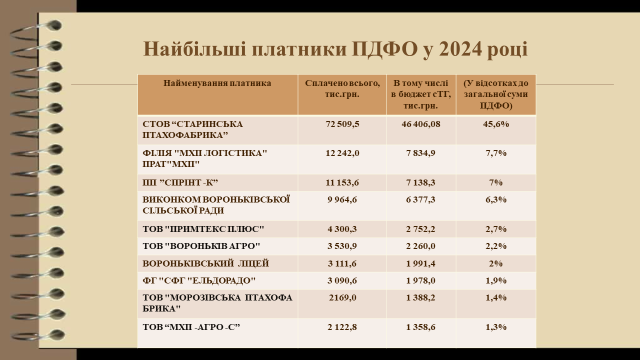 Найбільші платники ПДФО у 2024 році
Найменування платника
Сплачено всього,
тис.грн.
В тому числі
в бюджет сТГ,
тис.грн.
(У відсотках до
загальної суми
ПДФО)
СТОВ “СТАРИНСЬКА
ПТАХОФАБРИКА”
72 509,5
46 406,08
45,6%
ФІЛІЯ "МХП ЛОГІСТИКА"
ПРАТ"МХП"
12 242,0
7 834,9
7,7%
ПП ”СПРІНТ -К”
11 153,6
7 138,3
7%
ВИКОНКОМ ВОРОНЬКІВСЬКОЇ
СІЛЬСЬКОЇ РАДИ
9 964,6
6 377,3
6,3%
ТОВ "ПРИМТЕКС ПЛЮС"
4 300,3
2 752,2
2,7%
ТОВ "ВОРОНЬКІВ АГРО"
3 530,9
2 260,0
2,2%
ВОРОНЬКІВСЬКИЙ ЛІЦЕЙ
3 111,6
1 991,4
2%
ФГ "СФГ "ЕЛЬДОРАДО"
3 090,6
1 978,0
1,9%
ТОВ "МОРОЗІВСЬКА ПТАХОФА
БРИКА"
2169,0
1 388,2
1,4%
ТОВ “МХП -АГРО -С”
2 122,8
1 358,6
1,3%